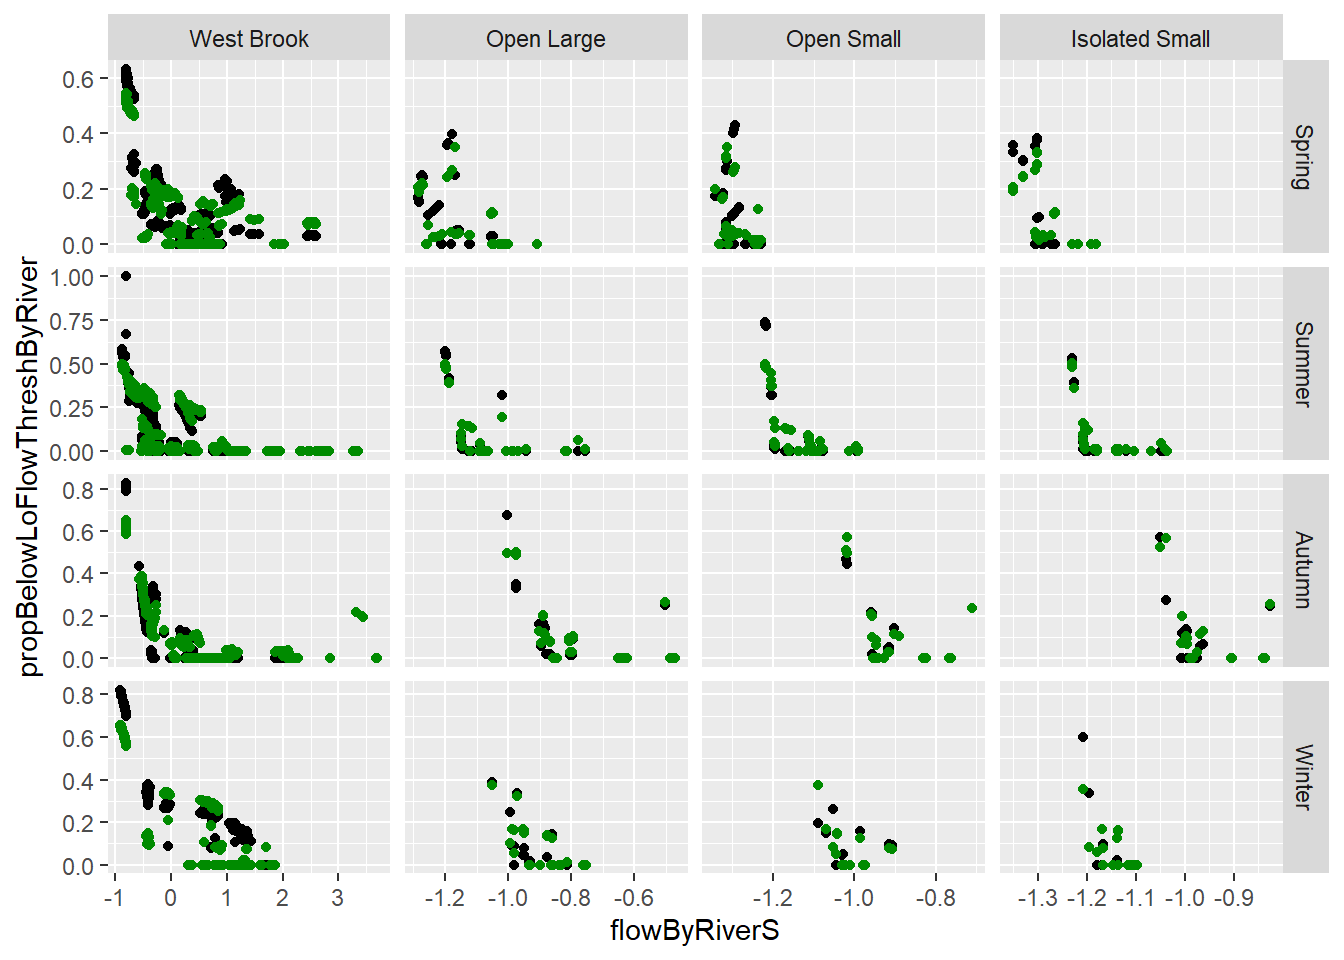 West Brook Open Large Open Small Isolated Small
0.6
0.4
0.2
0.0
Spring
1.00
0.75
0.50
0.25
0.00
Summer
0.8
0.6
0.4
0.2
0.0
Autumn
0.8
0.6
0.4
0.2
0.0
Winter
propBelowLoFlowThreshByRiver
-1 0 1 2 3 -1.2 -1.0 -0.8 -0.6 -1.2 -1.0 -0.8 -1.3 -1.2 -1.1 -1.0 -0.9
flowByRiverS